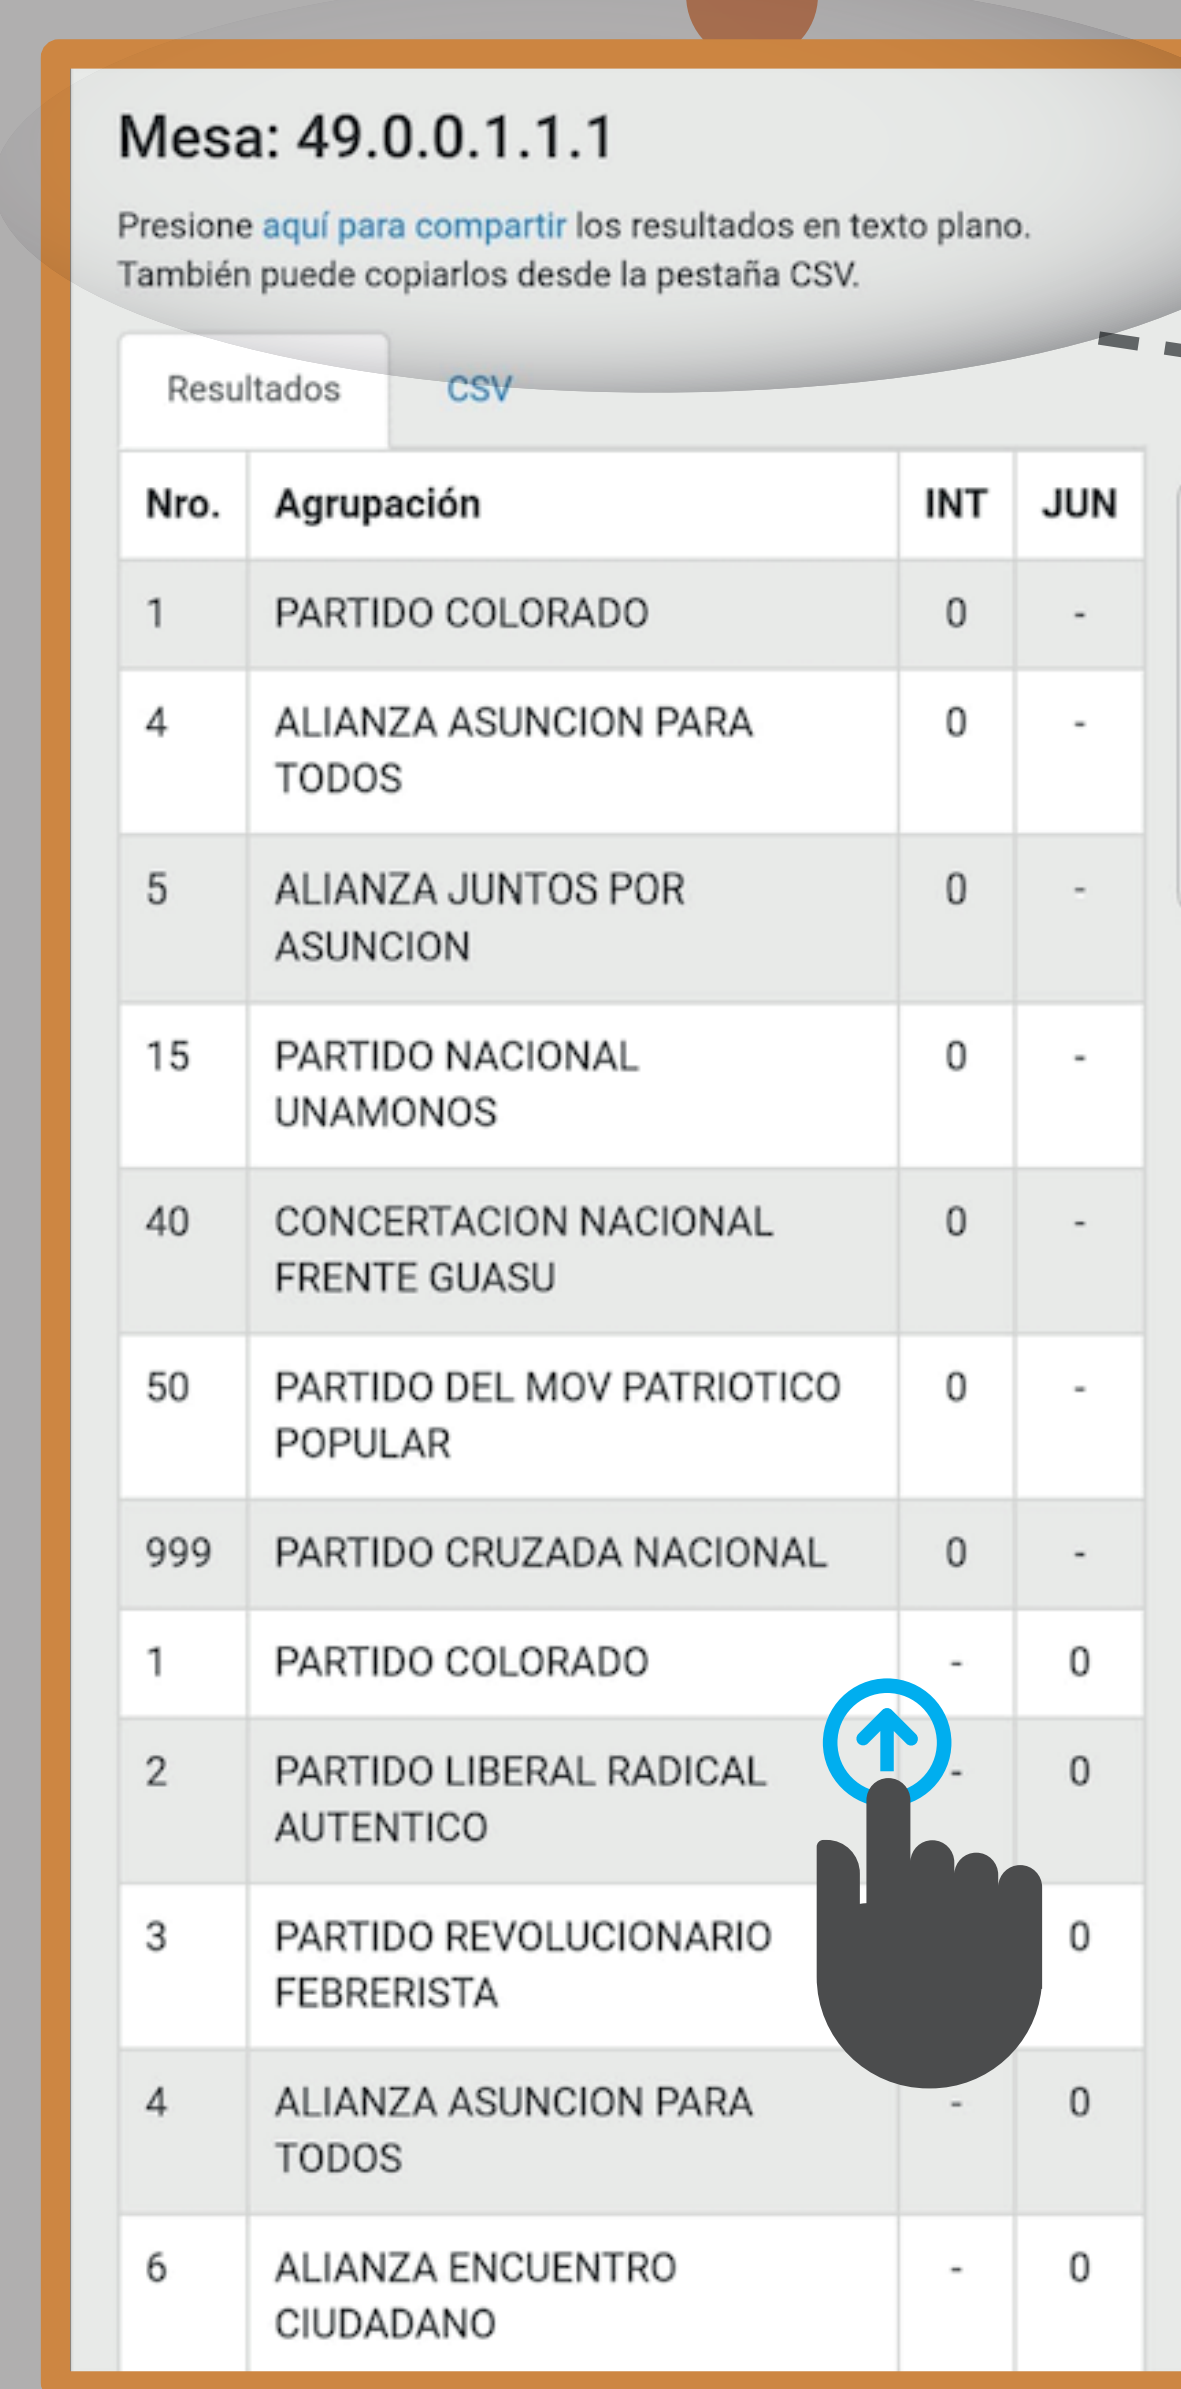 Mesa: 49.0.0.1.1.1
Presione aquí para compartir los resultados en texto plano.
También puede copiarlos desde la pestaña CSV.
Resultados CSV
Nro. Agrupación INT JUN
1 PARTIDO COLORADO 0 -
4 ALIANZA ASUNCION PARA 0 -
TODOS
5 ALIANZA JUNTOS POR 0 -
ASUNCION
15 PARTIDO NACIONAL 0 -
UNAMONOS
40 CONCERTACION NACIONAL 0 -
FRENTE GUASU
50 PARTIDO DEL MOV PATRIOTICO 0 -
POPULAR
999 PARTIDO CRUZADA NACIONAL 0 -
1 PARTIDO COLORADO - 0
2 PARTIDO LIBERAL RADICAL - 0
AUTENTICO
3 PARTIDO REVOLUCIONARIO 0
FEBRERISTA
4 ALIANZA ASUNCION PARA - 0
TODOS
6 ALIANZA ENCUENTRO - 0
CIUDADANO